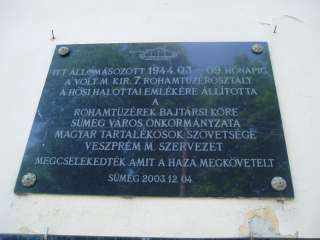 ITT ÁLLOMÁSOZOTT 1944. 03 - 09. HÓNAPIG
A VOLT M. KIR. 7. ROHAMTÜZÉROSZTÁLY
A HŐSI HALOTTAI EMLÉKÉRE ÁLLÍTOTTA
A
ROHAMTÜZÉREK BAJTÁRSI KÖRE
SÜMEG VÁROS ÖNKORMÁNYZATA
MAGYAR TARTALÉKOSOK SZÖVETSÉGE
VESZPRÉM M. SZERVEZET
MEGCSELEKEDTÉK AMIT A HAZA MEGKÖVETELT
SÜMEG 2003. 12. 04.